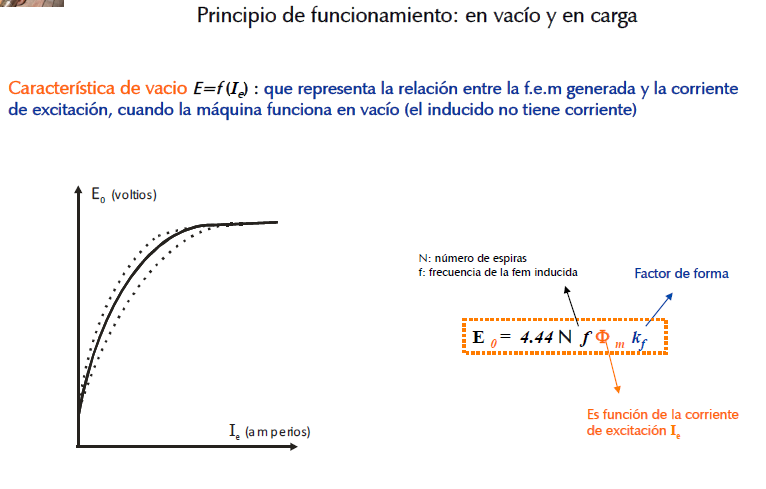 Principio de funcionamiento: en vacío y en carga
Característica de vacio E=f(Ie) : que representa la relación entre la f.e.m generada y la corriente
de excitación, cuando la máquina funciona en vacío (el inducido no tiene corriente)
E0 (voltios)
N: número de espiras
f: frecuencia de la fem inducida
Factor de forma
E 0 = 4.44 N f Φ m kf
Es función de la corriente
de excitación Ie
Ie (amperios)